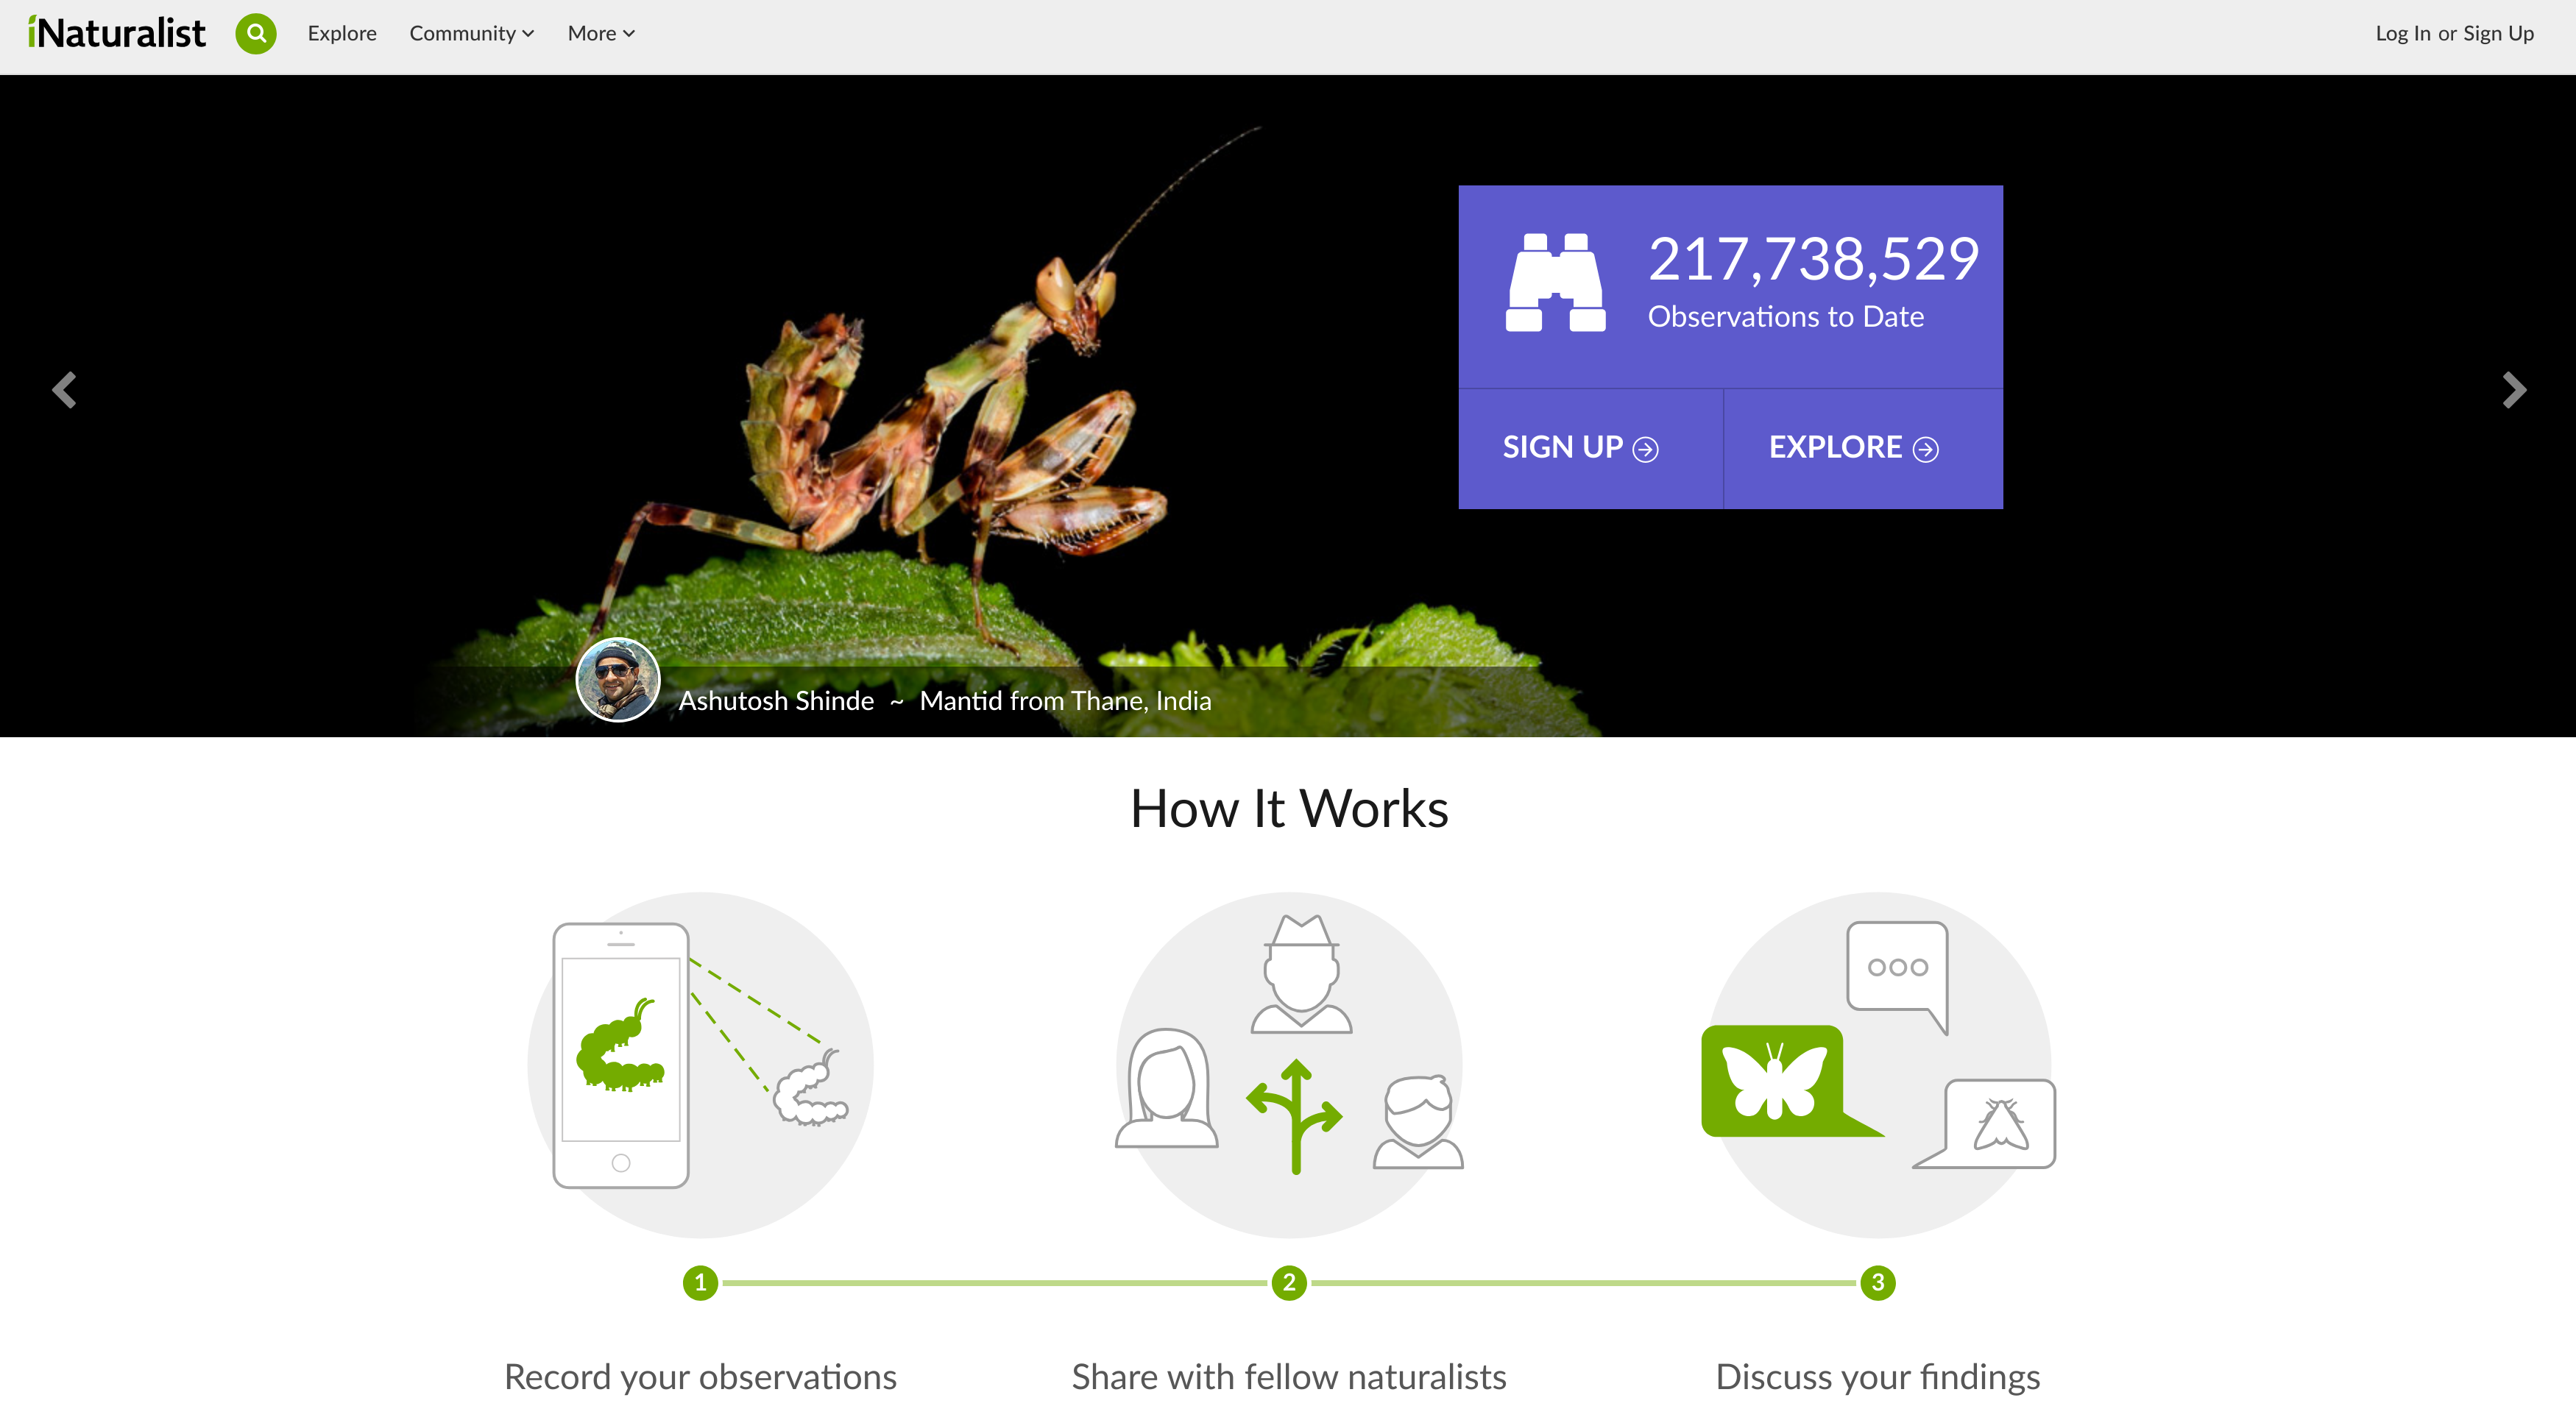 iNaturalist Explore Community More Log In or Sign Up
217,738,529
Observations to Date
SIGN UP EXPLORE
Ashutosh Shinde ~ Mantid from Thane, India
How It Works
1 2 3
Record your observations Share with fellow naturalists Discuss your findings